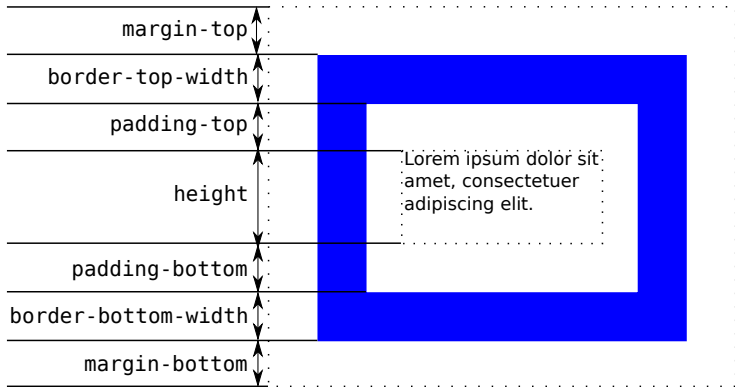 margin-top
border-top-width
padding-top
height
padding-bottom
border-bottom-width
margin-bottom
Lorem ipsum dolor sit
amet, consectetuer
adipiscing elit.